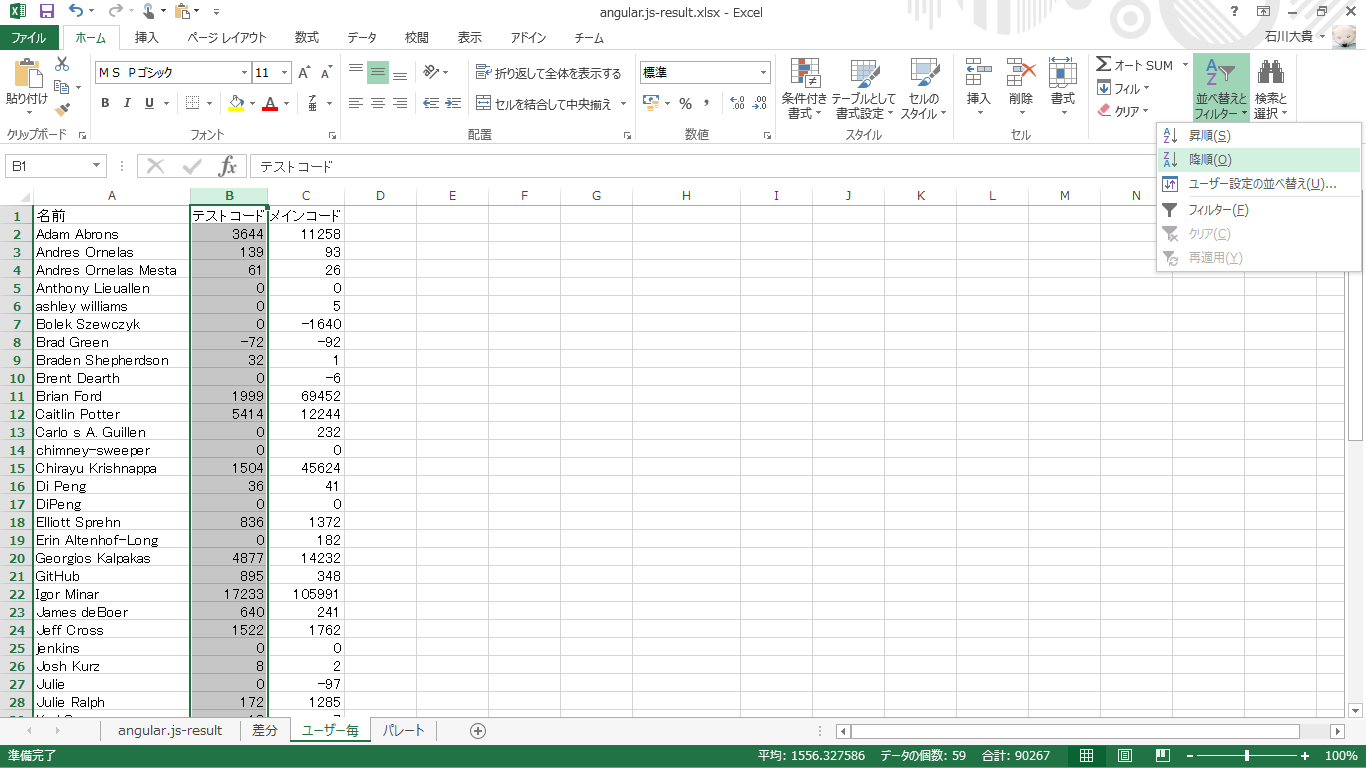 angular.js-result.xlsx - Excel
ファイル ホーム 挿入 ページ レイアウト 数式 データ 校閲 表示 アドイン チーム 石川大貴
ＭＳ Ｐゴシック 11 折り返して全体を表示する 標準 オート SUM
貼り付け B I U セルを結合して中央揃え % 条件付き書式 テーブルとして書式設定 セルのスタイル 挿入 削除 書式 フィル クリア 並べ替えとフィルター 検索と選択
クリップボード フォント 配置 数値 スタイル セル
昇順(S)
降順(O)
ユーザー設定の並べ替え(U)...
フィルター(F)
クリア(C)
再適用(Y)
B1 fx テストコード
A B C D E F G H I J K L M N
1 名前 テストコード メインコード
2 Adam Abrons 3644 11258
3 Andres Ornelas 139 93
4 Andres Ornelas Mesta 61 26
5 Anthony Lieuallen 0 0
6 ashley williams 0 5
7 Bolek Szewczyk 0 -1640
8 Brad Green -72 -92
9 Braden Shepherdson 32 1
10 Brent Dearth 0 -6
11 Brian Ford 1999 69452
12 Caitlin Potter 5414 12244
13 Carlo s A. Guillen 0 232
14 chimney-sweeper 0 0
15 Chirayu Krishnappa 1504 45624
16 Di Peng 36 41
17 DiPeng 0 0
18 Elliott Sprehn 836 1372
19 Erin Altenhof-Long 0 182
20 Georgios Kalpakas 4877 14232
21 GitHub 895 348
22 Igor Minar 17233 105991
23 James deBoer 640 241
24 Jeff Cross 1522 1762
25 jenkins 0 0
26 Josh Kurz 8 2
27 Julie 0 -97
28 Julie Ralph 172 1285
angular.js-result 差分 ユーザー毎 パレート
準備完了 平均: 1556.327586 データの個数: 59 合計: 90267 100%